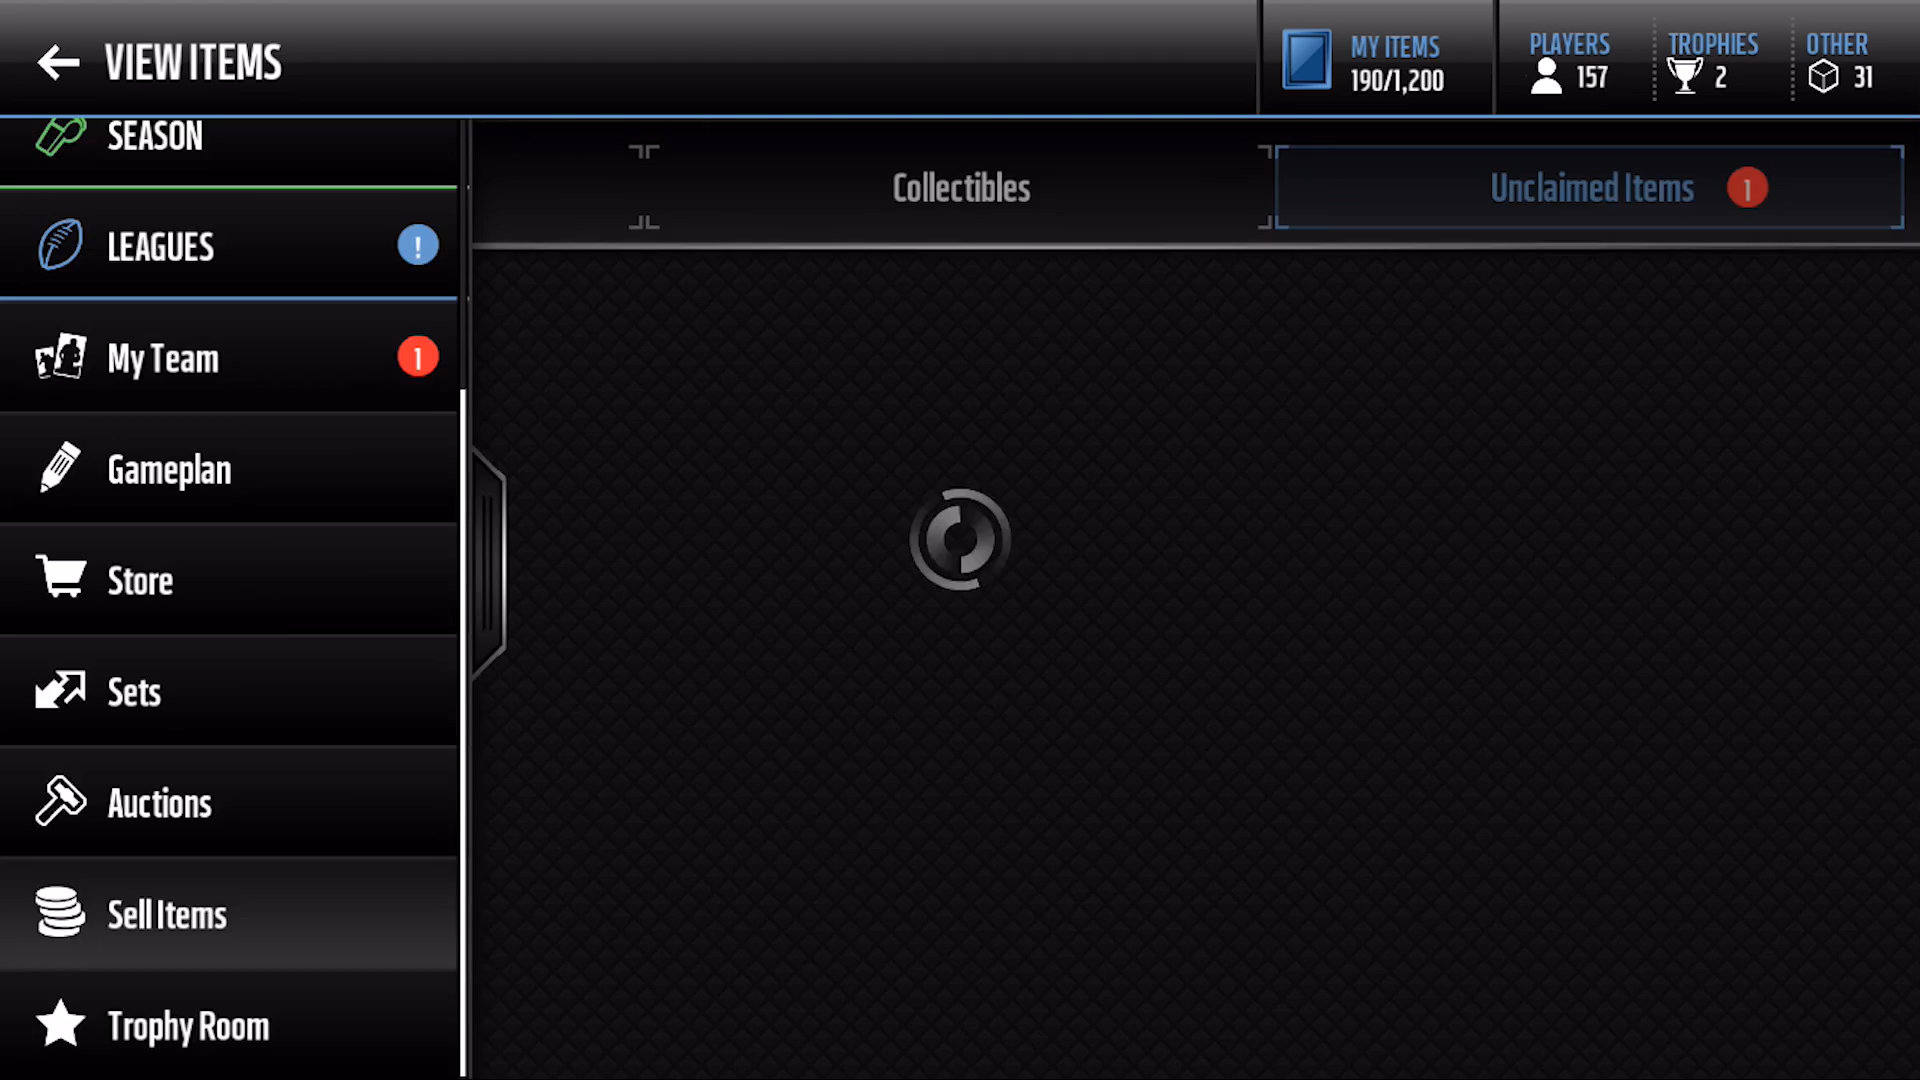 VIEW ITEMS
MY ITEMS
190/1,200
PLAYERS
157
TROPHIES
2
OTHER
31
SEASON
LEAGUES !
My Team 1
Gameplan
Store
Sets
Auctions
Sell Items
Trophy Room
Collectibles
Unclaimed Items 1